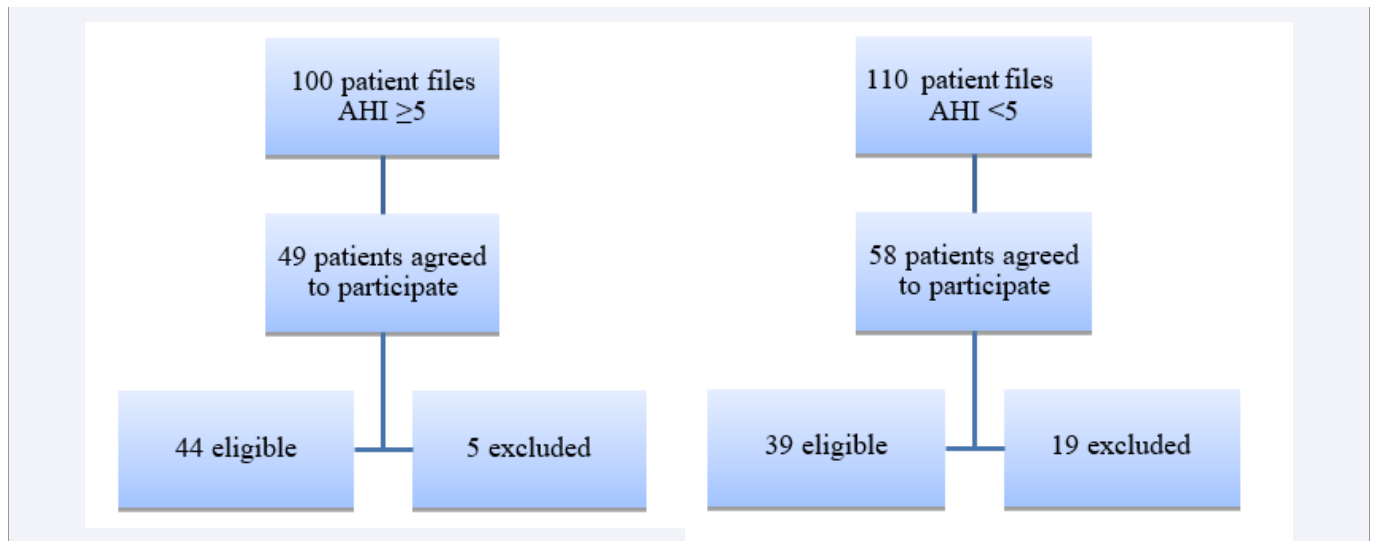 100 patient files
AHI ≥5
49 patients agreed
to participate
44 eligible
5 excluded
110 patient files
AHI <5
58 patients agreed
to participate
39 eligible
19 excluded